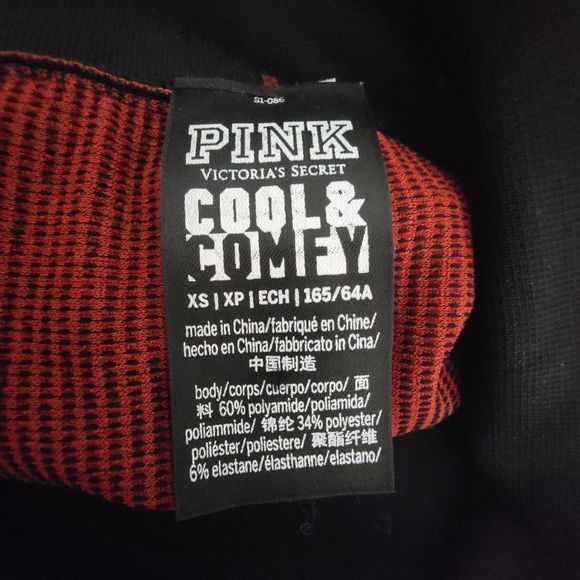 S1-086
PINK
VICTORIA'S SECRET
COOL&
COMFY
XS | XP | ECH | 165/64A
made in China/fabriqué en Chine/
hecho en China/fabbricato in Cina/
中国制造
body/corps/cuerpo/corpo/ 面
料 60% polyamide/poliamida/
poliammide/ 锦纶 34% polyester/
poliéster/poliestere/ 聚酯纤维
6% elastane/élasthanne/elastano/